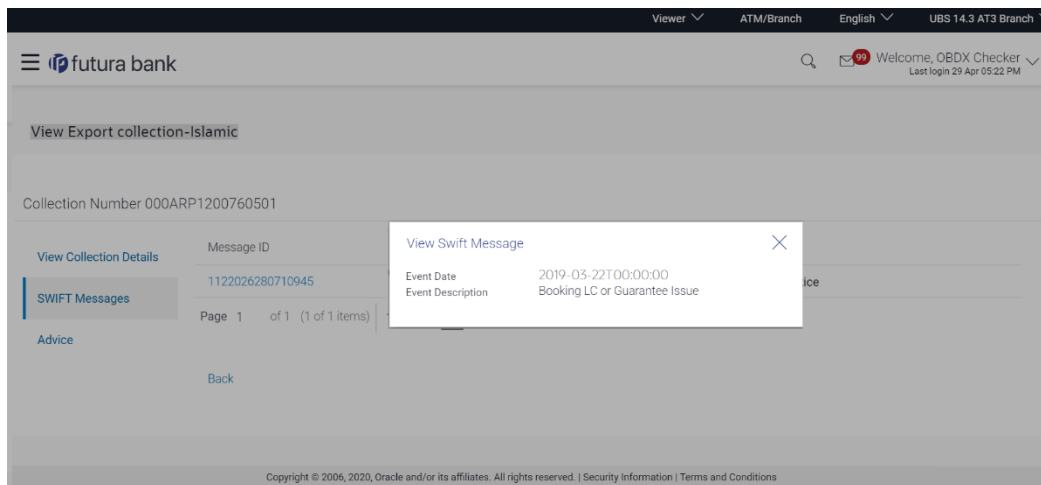 Viewer ATM/Branch English UBS 14.3 AT3 Branch
futura bank
99 Welcome, OBDX Checker
Last login 29 Apr 05:22 PM
View Export collection-Islamic
Collection Number 000ARP1200760501
View Collection Details
SWIFT Messages
Advice
Message ID
1122026280710945
Page 1 of 1 (1 of 1 items)
Back
View Swift Message
Event Date 2019-03-22T00:00:00
Event Description Booking LC or Guarantee Issue
Copyright © 2006, 2020, Oracle and/or its affiliates. All rights reserved. | Security Information | Terms and Conditions